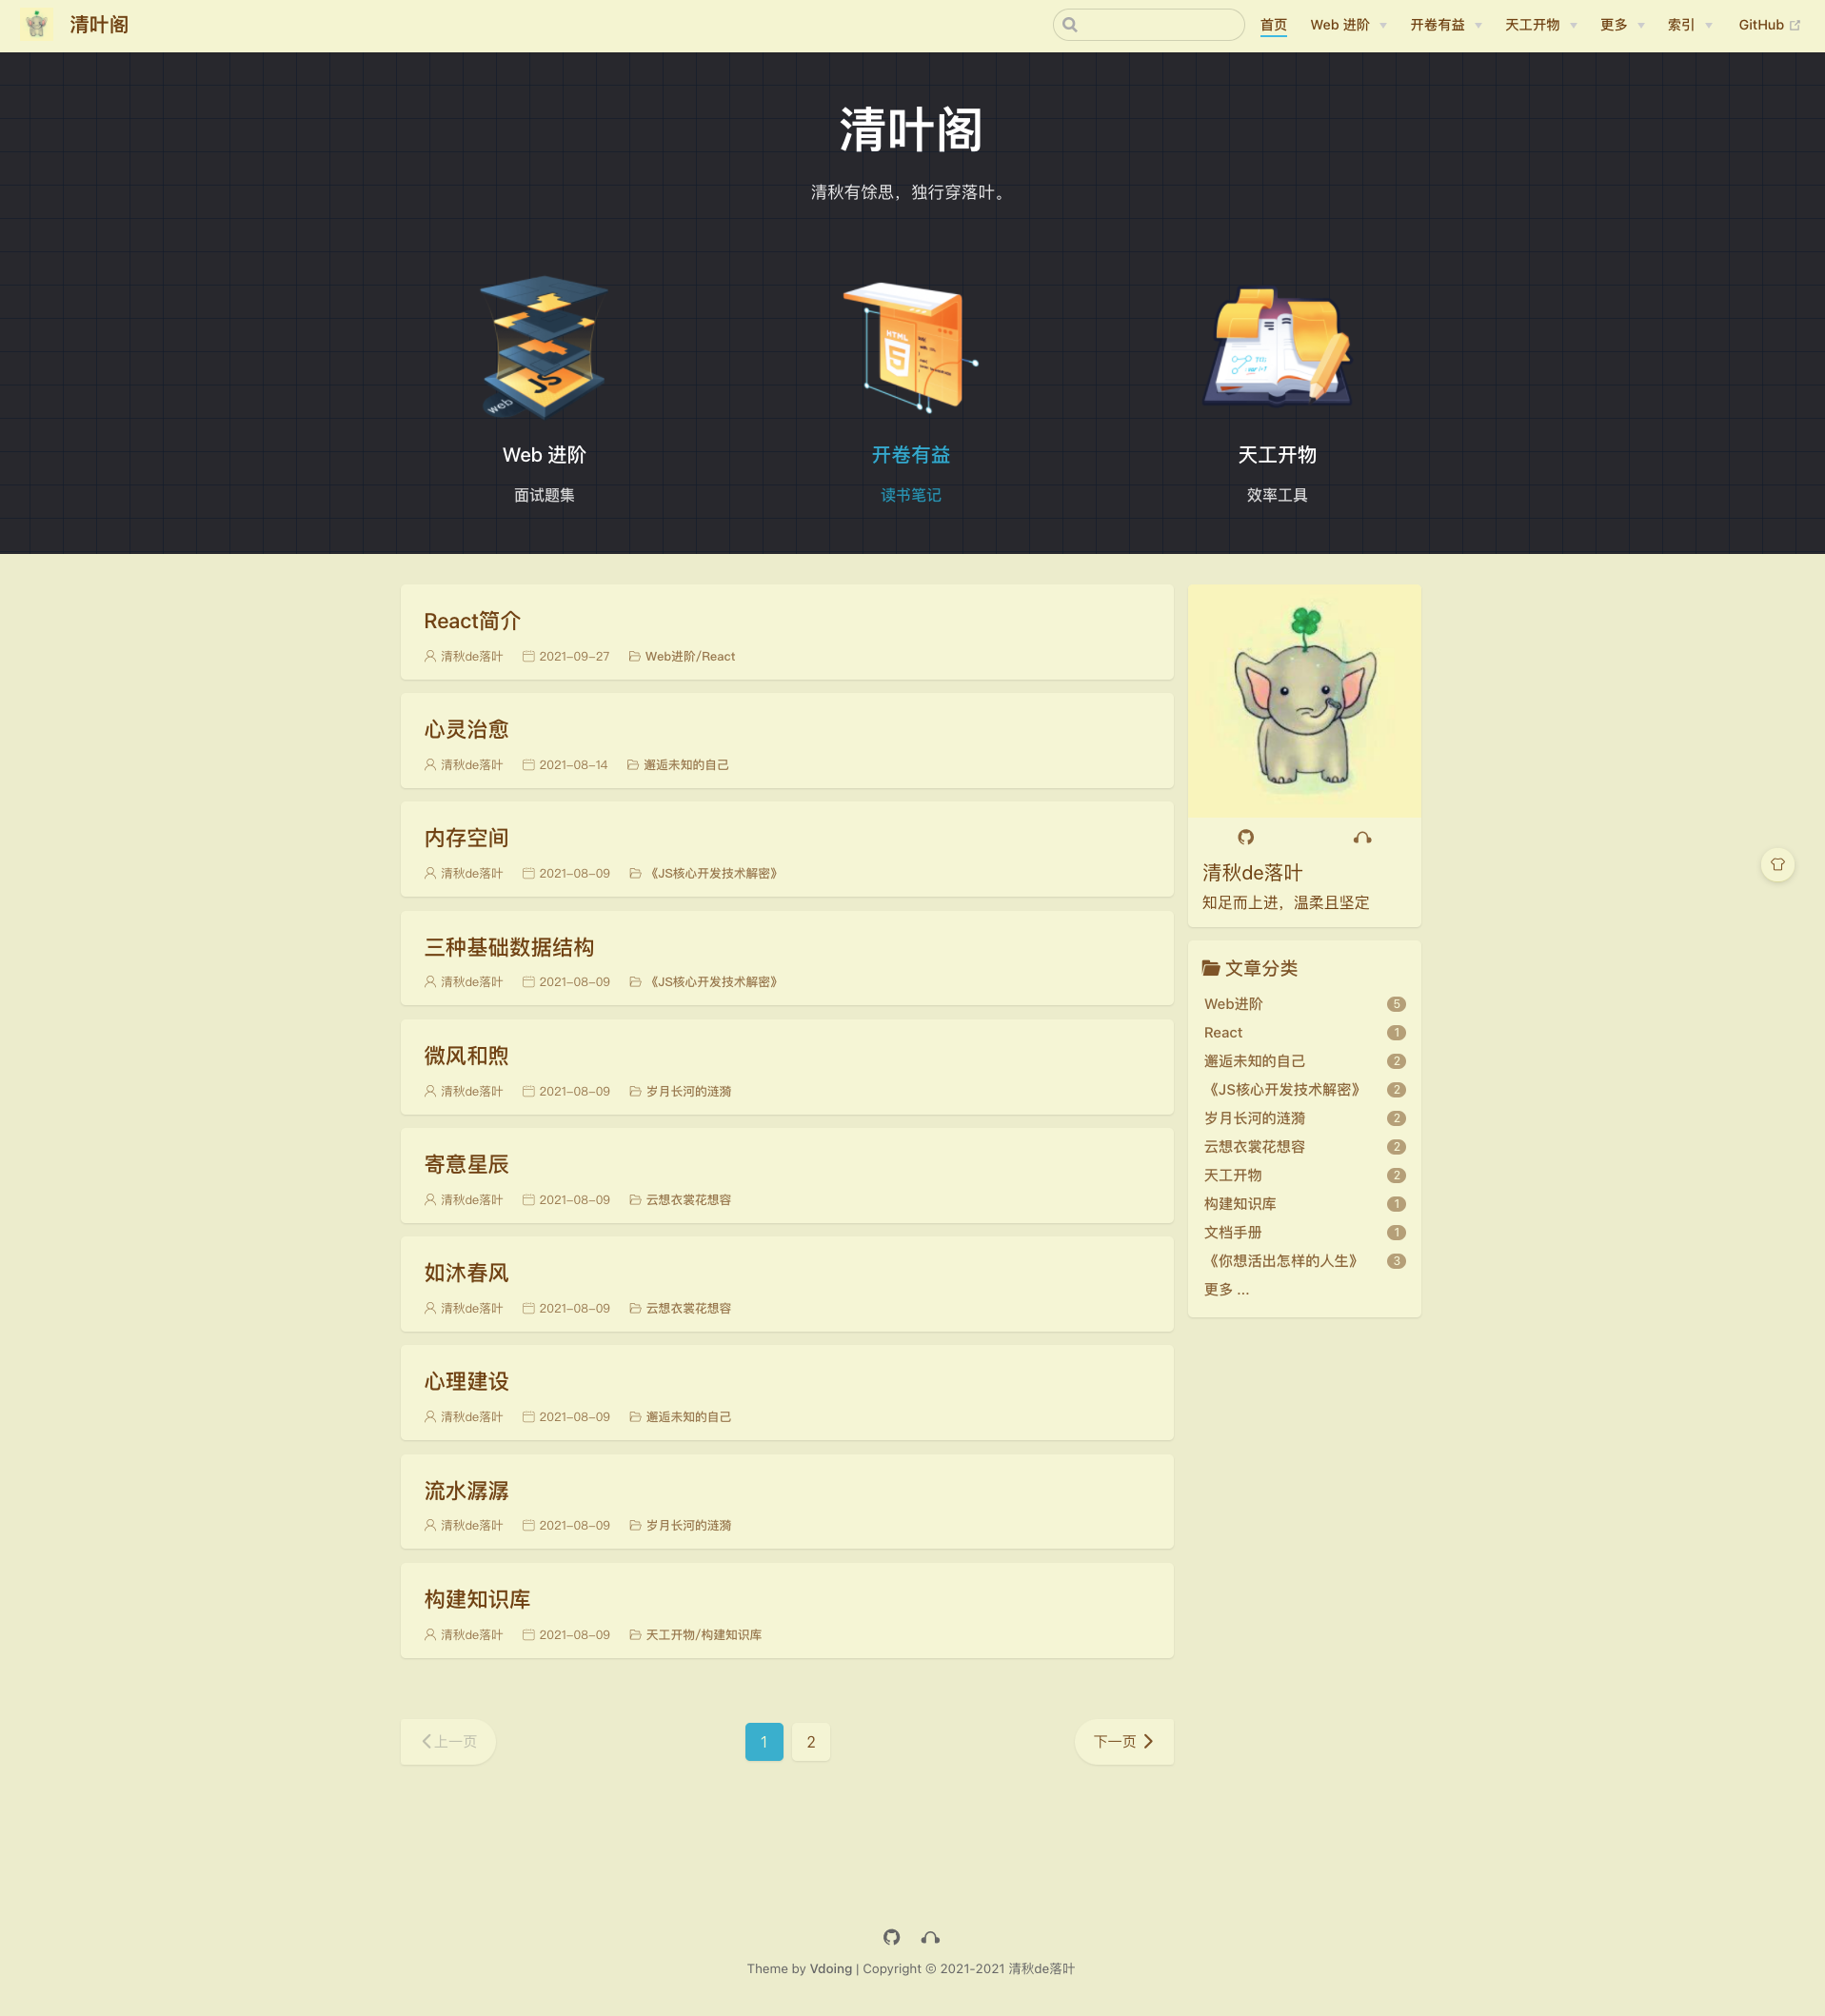 清叶阁
首页 Web 进阶 开卷有益 天工开物 更多 索引 GitHub
清叶阁
清秋有馀思，独行穿落叶。
JS
web
HTML
5
Web 进阶
面试题集
开卷有益
读书笔记
天工开物
效率工具
React简介
清秋de落叶 2021-09-27 Web进阶/React
心灵治愈
清秋de落叶 2021-08-14 邂逅未知的自己
内存空间
清秋de落叶 2021-08-09 《JS核心开发技术解密》
三种基础数据结构
清秋de落叶 2021-08-09 《JS核心开发技术解密》
微风和煦
清秋de落叶 2021-08-09 岁月长河的涟漪
寄意星辰
清秋de落叶 2021-08-09 云想衣裳花想容
如沐春风
清秋de落叶 2021-08-09 云想衣裳花想容
心理建设
清秋de落叶 2021-08-09 邂逅未知的自己
流水潺潺
清秋de落叶 2021-08-09 岁月长河的涟漪
构建知识库
清秋de落叶 2021-08-09 天工开物/构建知识库
上一页 1 2 下一页
清秋de落叶
知足而上进，温柔且坚定
文章分类
Web进阶 5
React 1
邂逅未知的自己 2
《JS核心开发技术解密》 2
岁月长河的涟漪 2
云想衣裳花想容 2
天工开物 2
构建知识库 1
文档手册 1
《你想活出怎样的人生》 3
更多 ...
Theme by Vdoing | Copyright © 2021-2021 清秋de落叶